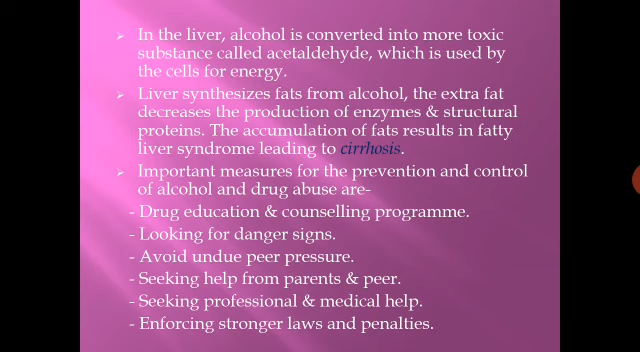 ➢ In the liver, alcohol is converted into more toxic
substance called acetaldehyde, which is used by
the cells for energy.
➢ Liver synthesizes fats from alcohol, the extra fat
decreases the production of enzymes & structural
proteins. The accumulation of fats results in fatty
liver syndrome leading to cirrhosis.
➢ Important measures for the prevention and control
of alcohol and drug abuse are-
- Drug education & counselling programme.
- Looking for danger signs.
- Avoid undue peer pressure.
- Seeking help from parents & peer.
- Seeking professional & medical help.
- Enforcing stronger laws and penalties.